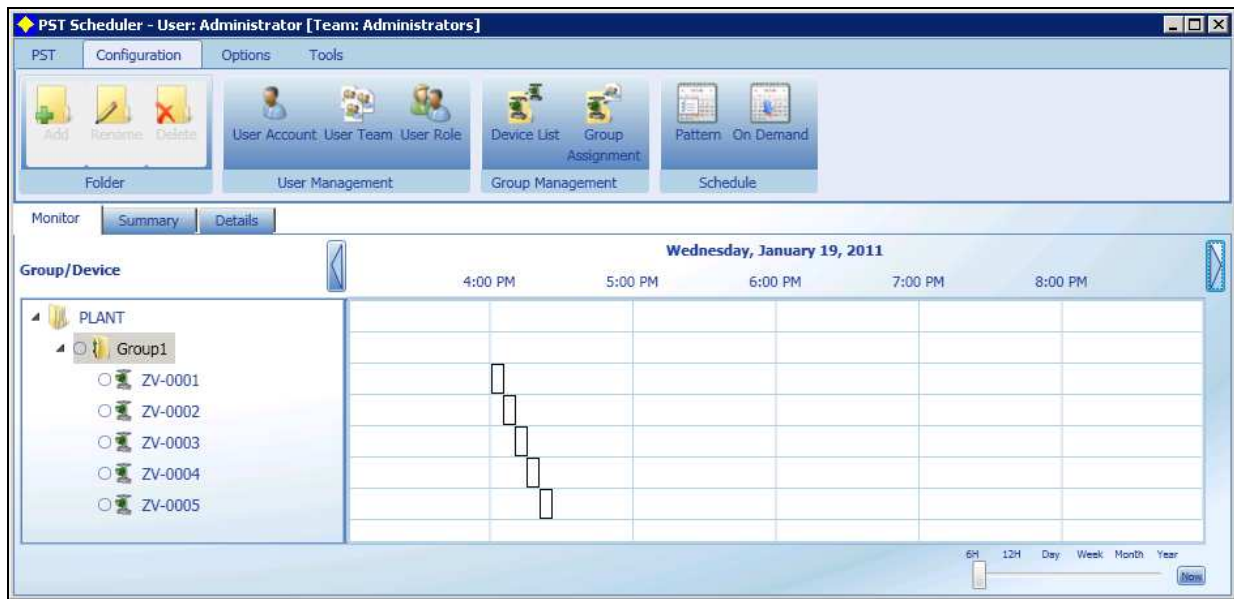 PST Scheduler - User: Administrator [Team: Administrators]
PST Configuration Options Tools
Add Rename Delete
User Account User Team User Role
Device List Group Assignment
Pattern On Demand
Folder
User Management
Group Management
Schedule
Monitor Summary Details
Wednesday, January 19, 2011
Group/Device
4:00 PM 5:00 PM 6:00 PM 7:00 PM 8:00 PM
PLANT
Group1
ZV-0001
ZV-0002
ZV-0003
ZV-0004
ZV-0005
6H 12H Day Week Month Year
Now